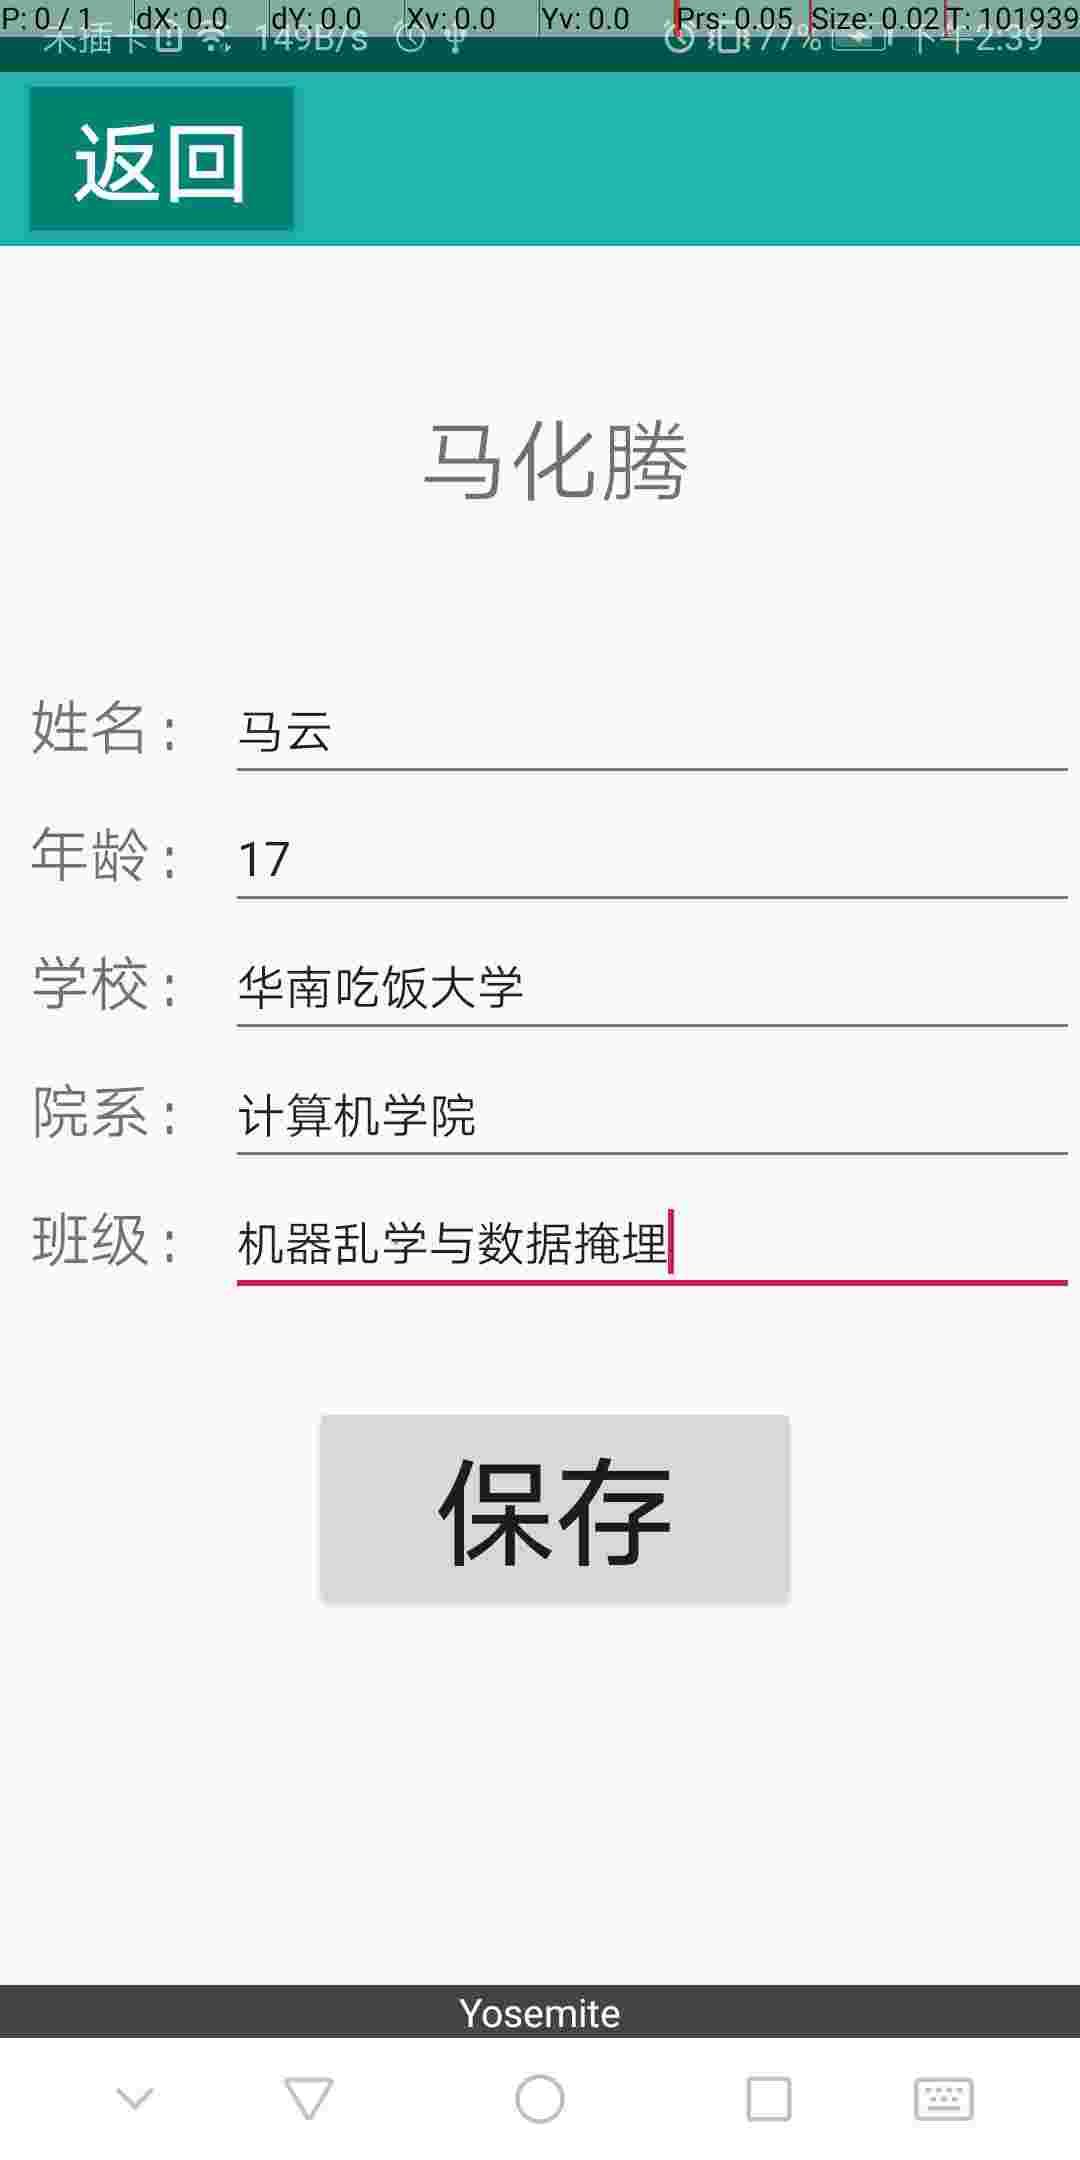 P: 0 / 1 dX: 0.0 dY: 0.0 Xv: 0.0 Yv: 0.0 Prs: 0.05 Size: 0.02 T: 101939
未插卡 149B/s 77% 下午2:39
返回
马化腾
姓名: 马云
年龄: 17
学校: 华南吃饭大学
院系: 计算机学院
班级: 机器乱学与数据掩埋
保存
Yosemite